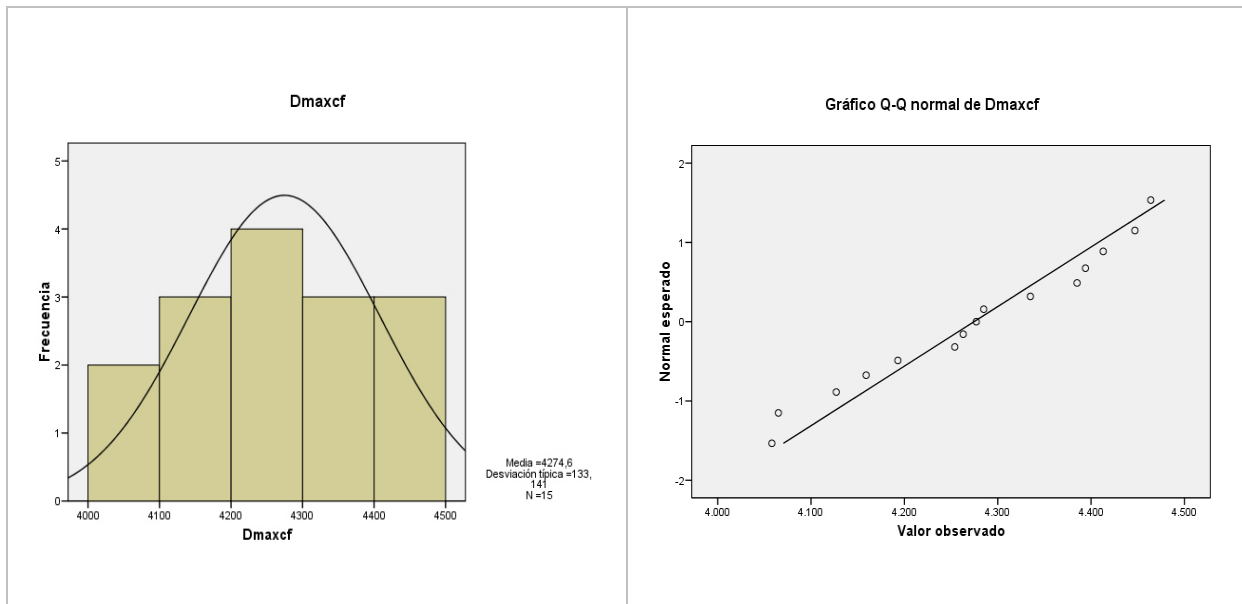 Dmaxcf
5
4
3
2
1
0
Frecuencia
4000 4100 4200 4300 4400 4500
Dmaxcf
Media =4274,6
Desviación típica =133,
141
N =15
Gráfico Q-Q normal de Dmaxcf
2
1
0
-1
-2
Normal esperado
4.000 4.100 4.200 4.300 4.400 4.500
Valor observado